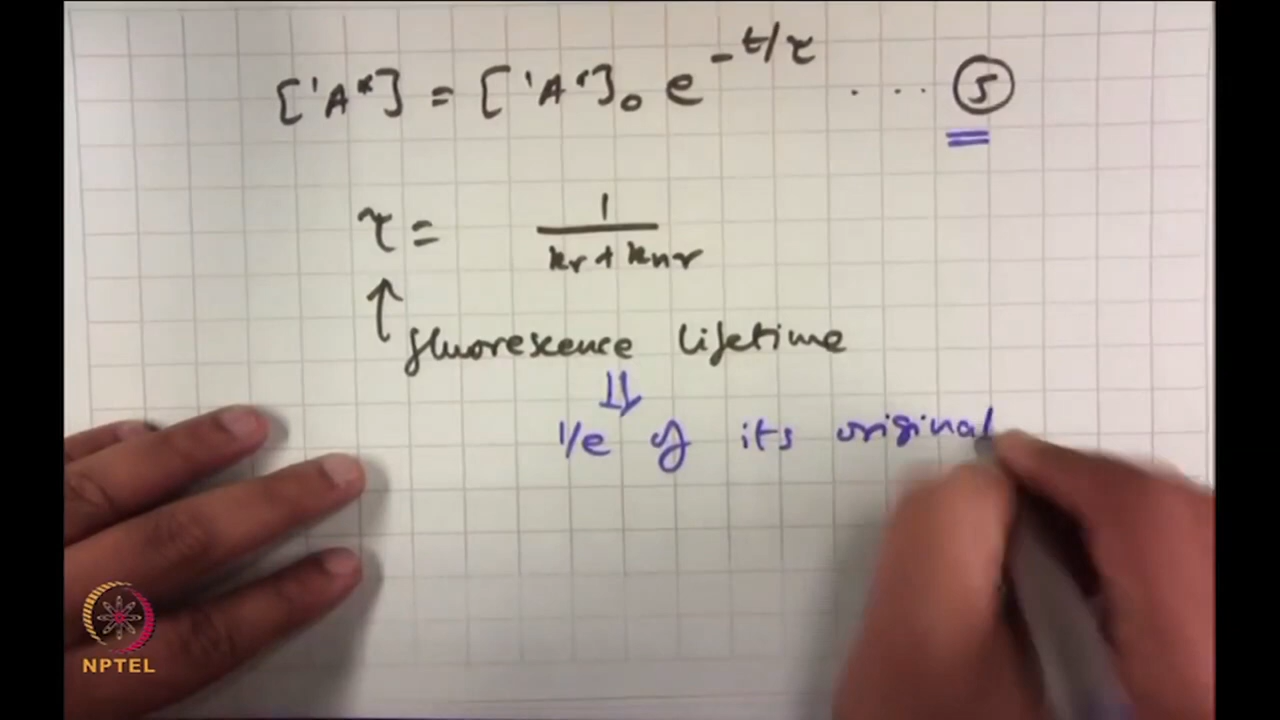 ['A*] = ['A*]₀ e^-t/τ .... ⑤
τ = 1/kr + knr
↑ fluorescence lifetime
⇓
1/e of its original
NPTEL